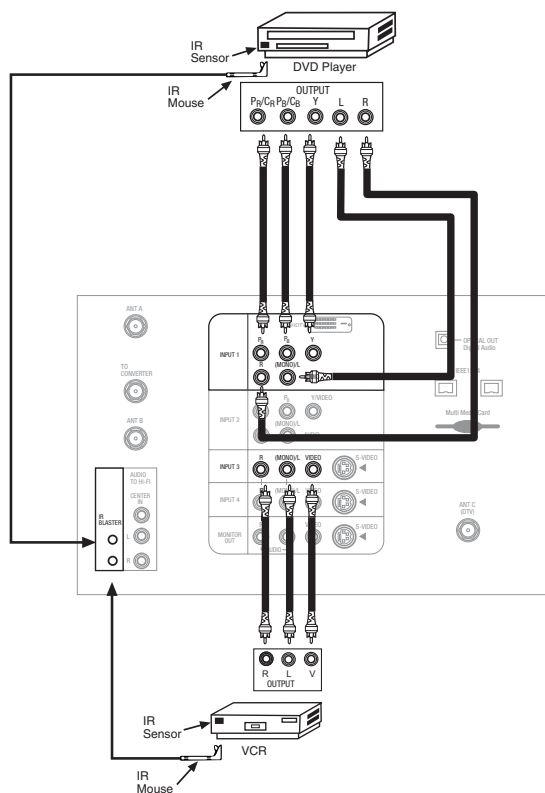 IR
Sensor
DVD Player
IR
Mouse
OUTPUT
PR/CR PB/CB Y L R
ANT A
TO
CONVERTER
ANT B
INPUT 1
PR PB Y
R (MONO)/L
OPTICAL OUT
Digital Audio
Multi Media Card
INPUT 2
PB Y/VIDEO
(MONO)/L
INPUT 3 R (MONO)/L VIDEO S-VIDEO
INPUT 4 S-VIDEO
MONITOR
OUT
S-VIDEO
AUDIO
ANT C
(DTV)
AUDIO
TO HI-FI
CENTER
IN
IR
BLASTER
L
R
R L V
OUTPUT
IR
Sensor
VCR
IR
Mouse